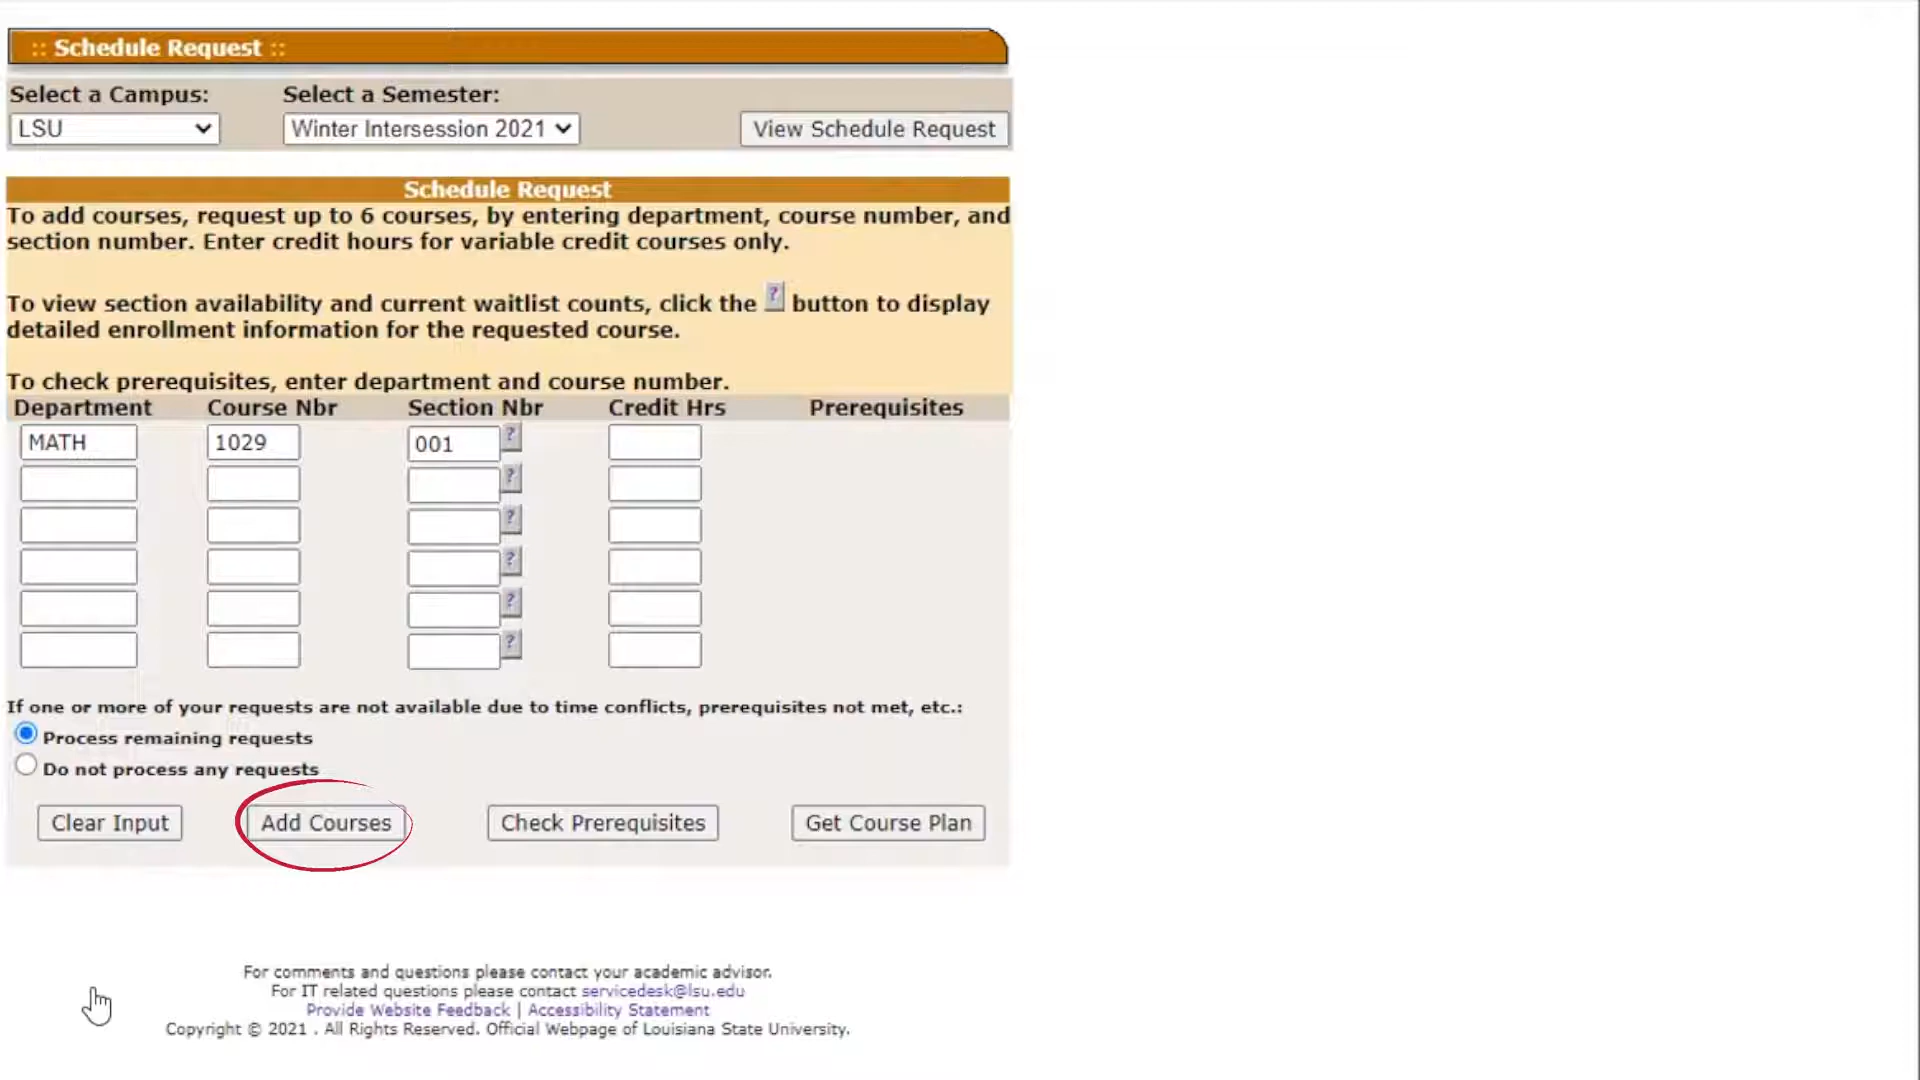 :: Schedule Request ::
Select a Campus: Select a Semester:
LSU Winter Intersession 2021 View Schedule Request
Schedule Request
To add courses, request up to 6 courses, by entering department, course number, and
section number. Enter credit hours for variable credit courses only.
To view section availability and current waitlist counts, click the ? button to display
detailed enrollment information for the requested course.
To check prerequisites, enter department and course number.
Department Course Nbr Section Nbr Credit Hrs Prerequisites
MATH 1029 001 ?
?
?
?
?
?
If one or more of your requests are not available due to time conflicts, prerequisites not met, etc.:
Process remaining requests
Do not process any requests
Clear Input Add Courses Check Prerequisites Get Course Plan
For comments and questions please contact your academic advisor.
For IT related questions please contact servicedesk@lsu.edu
Provide Website Feedback | Accessibility Statement
Copyright © 2021 . All Rights Reserved. Official Webpage of Louisiana State University.